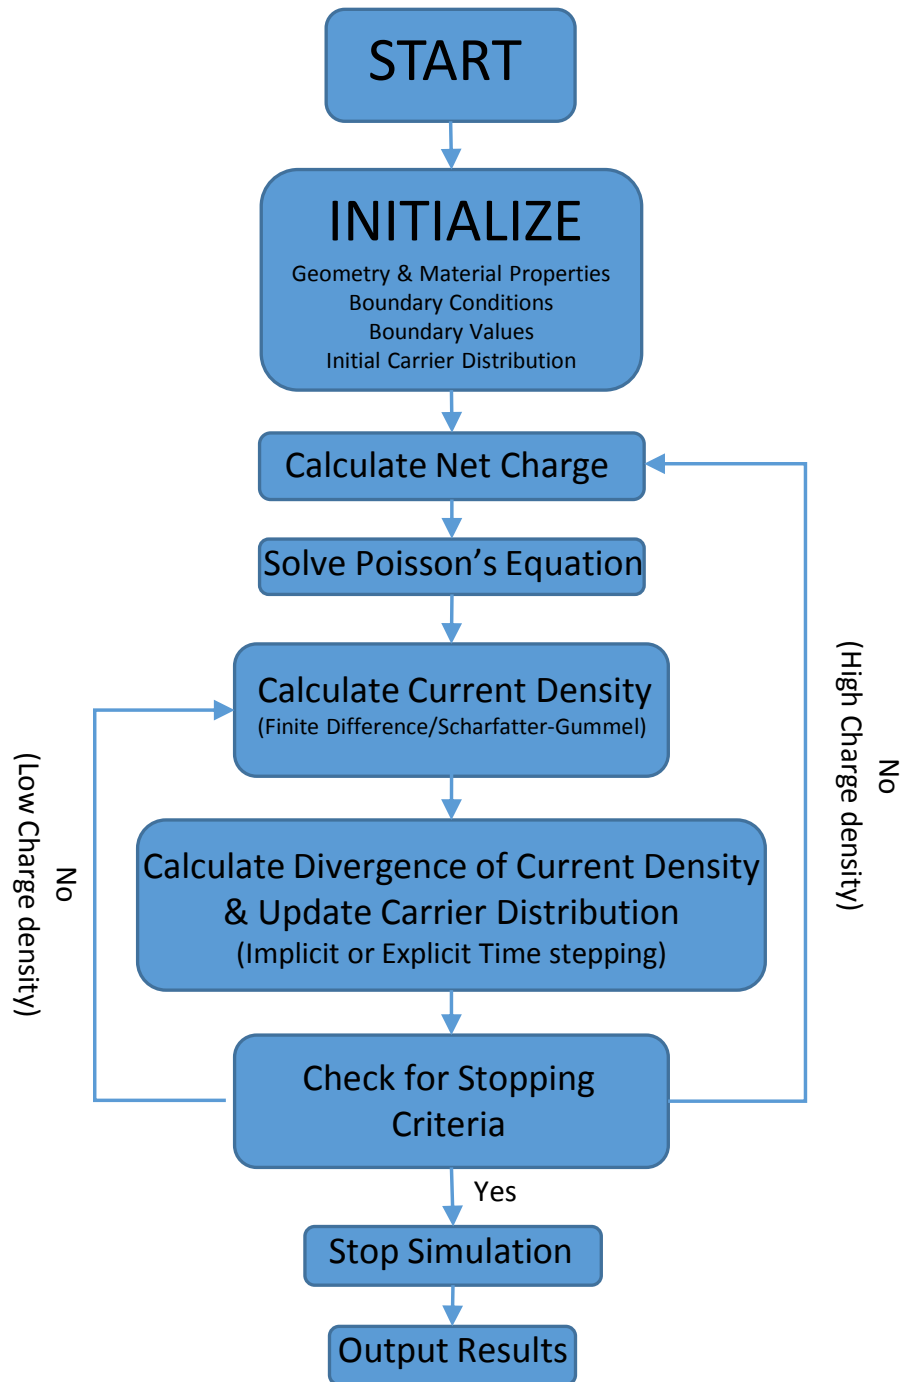 START
INITIALIZE
Geometry & Material Properties
Boundary Conditions
Boundary Values
Initial Carrier Distribution
Calculate Net Charge
Solve Poisson’s Equation
Calculate Current Density
(Finite Difference/Scharfatter-Gummel)
Calculate Divergence of Current Density
& Update Carrier Distribution
(Implicit or Explicit Time stepping)
Check for Stopping
Criteria
No
(Low Charge density)
No
(High Charge density)
Yes
Stop Simulation
Output Results